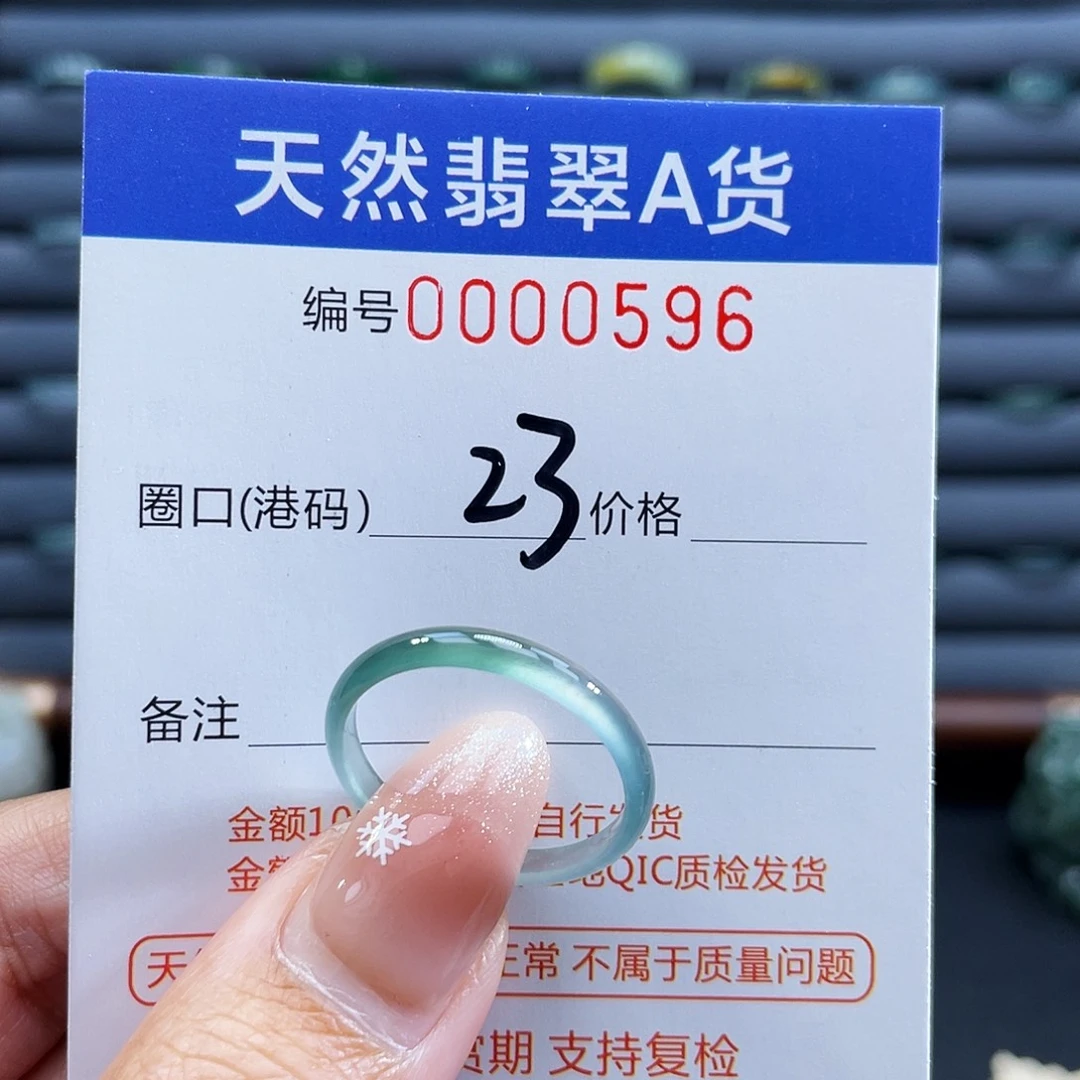 天然翡翠A货
编号0000596
圈口(港码) 23 价格
备注
金额10 自行发货
QIC质检发货
正常 不属于质量问题
期 支持复检